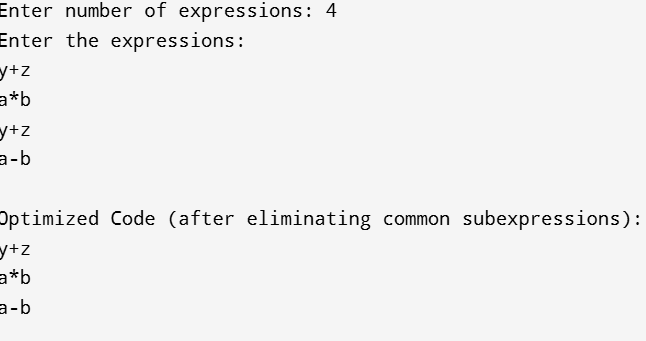 Enter number of expressions: 4
Enter the expressions:
y+z
a*b
y+z
a-b
Optimized Code (after eliminating common subexpressions):
y+z
a*b
a-b